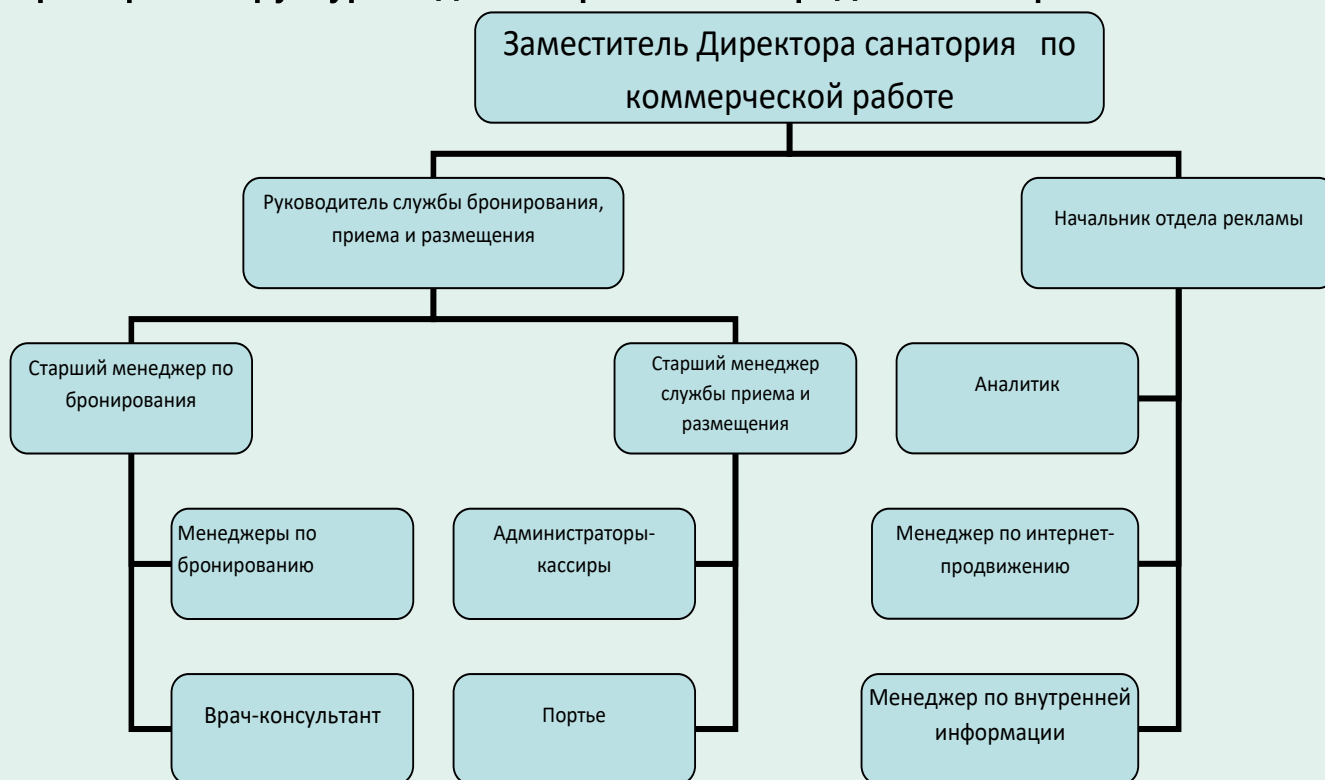 Заместитель Директора санатория по
коммерческой работе
Руководитель службы бронирования,
приема и размещения
Начальник отдела рекламы
Старший менеджер по
бронирования
Старший менеджер
службы приема и
размещения
Аналитик
Менеджеры по
бронированию
Администраторы-
кассиры
Менеджер по интернет-
продвижению
Врач-консультант
Портье
Менеджер по внутренней
информации